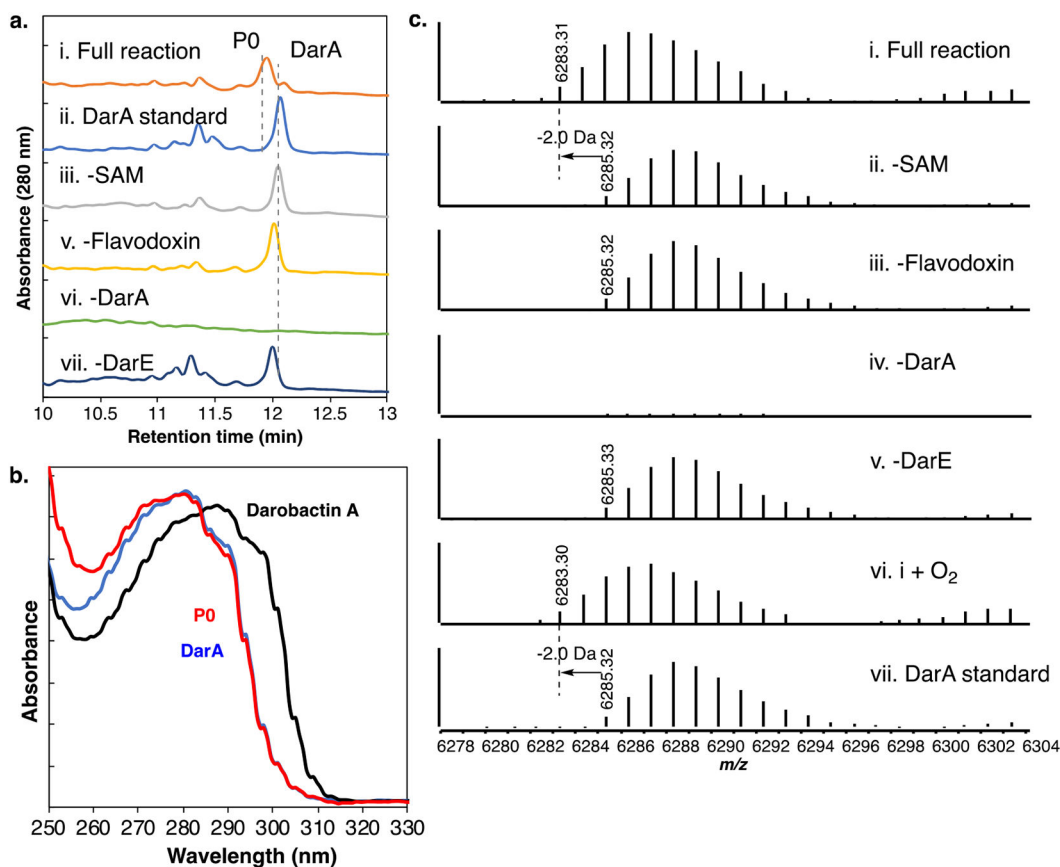 a.
P0
DarA
i. Full reaction
ii. DarA standard
iii. -SAM
v. -Flavodoxin
vi. -DarA
vii. -DarE
Absorbance (280 nm)
10 10.5 11 11.5 12 12.5 13
Retention time (min)
b.
Darobactin A
P0
DarA
Absorbance
250 260 270 280 290 300 310 320 330
Wavelength (nm)
c.
6283.31
i. Full reaction
-2.0 Da
6285.32
ii. -SAM
6285.32
iii. -Flavodoxin
iv. -DarA
6285.33
v. -DarE
6283.30
vi. i + O2
-2.0 Da
6285.32
vii. DarA standard
6278 6280 6282 6284 6286 6288 6290 6292 6294 6296 6298 6300 6302 6304
m/z